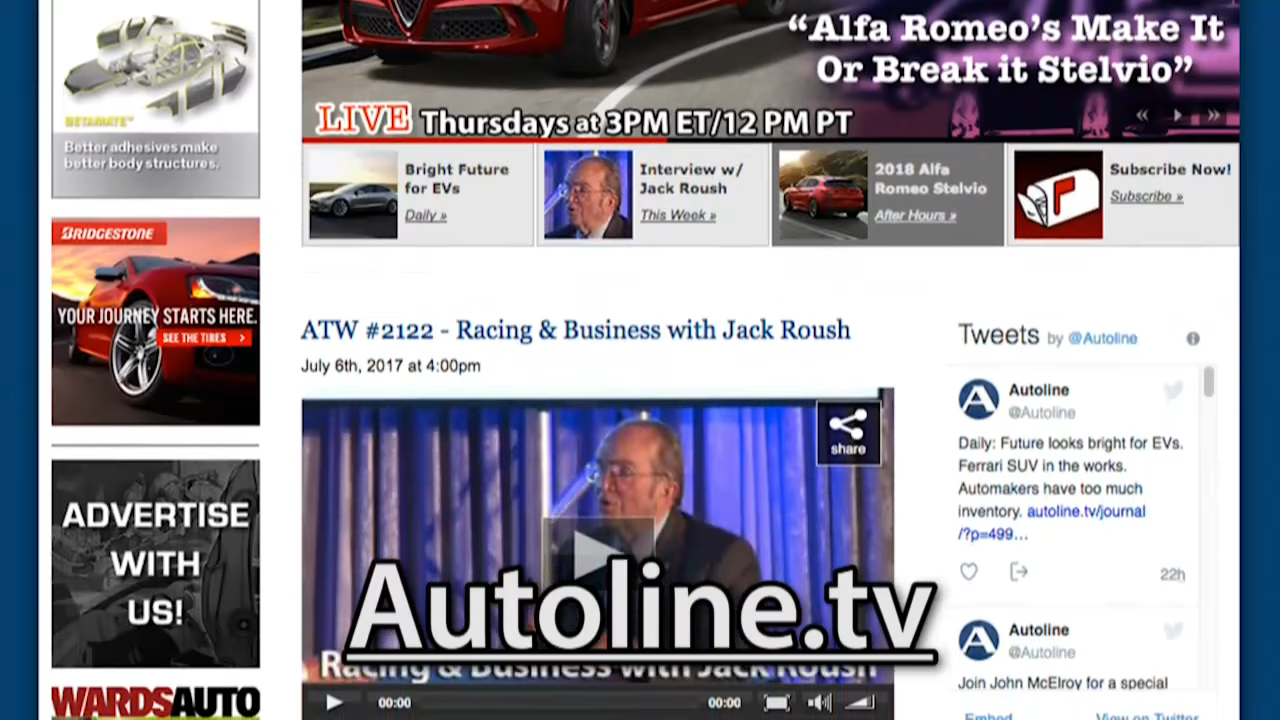 “Alfa Romeo’s Make It
Or Break it Stelvio”
LIVE Thursdays at 3PM ET/12 PM PT
BETAMATE™
Better adhesives make
better body structures.
Bright Future
for EVs
Daily »
Interview w/
Jack Roush
This Week »
2018 Alfa
Romeo Stelvio
After Hours »
Subscribe Now!
Subscribe »
BRIDGESTONE
YOUR JOURNEY STARTS HERE.
SEE THE TIRES >
ADVERTISE
WITH
US!
WARDSAUTO
ATW #2122 - Racing & Business with Jack Roush
July 6th, 2017 at 4:00pm
share
Autoline.tv
Racing & Business with Jack Roush
00:00
00:00
Tweets by @Autoline
Autoline
@Autoline
Daily: Future looks bright for EVs.
Ferrari SUV in the works.
Automakers have too much
inventory. autoline.tv/journal
/?p=499…
22h
Autoline
@Autoline
Join John McElroy for a special
Embed
View on Twitter